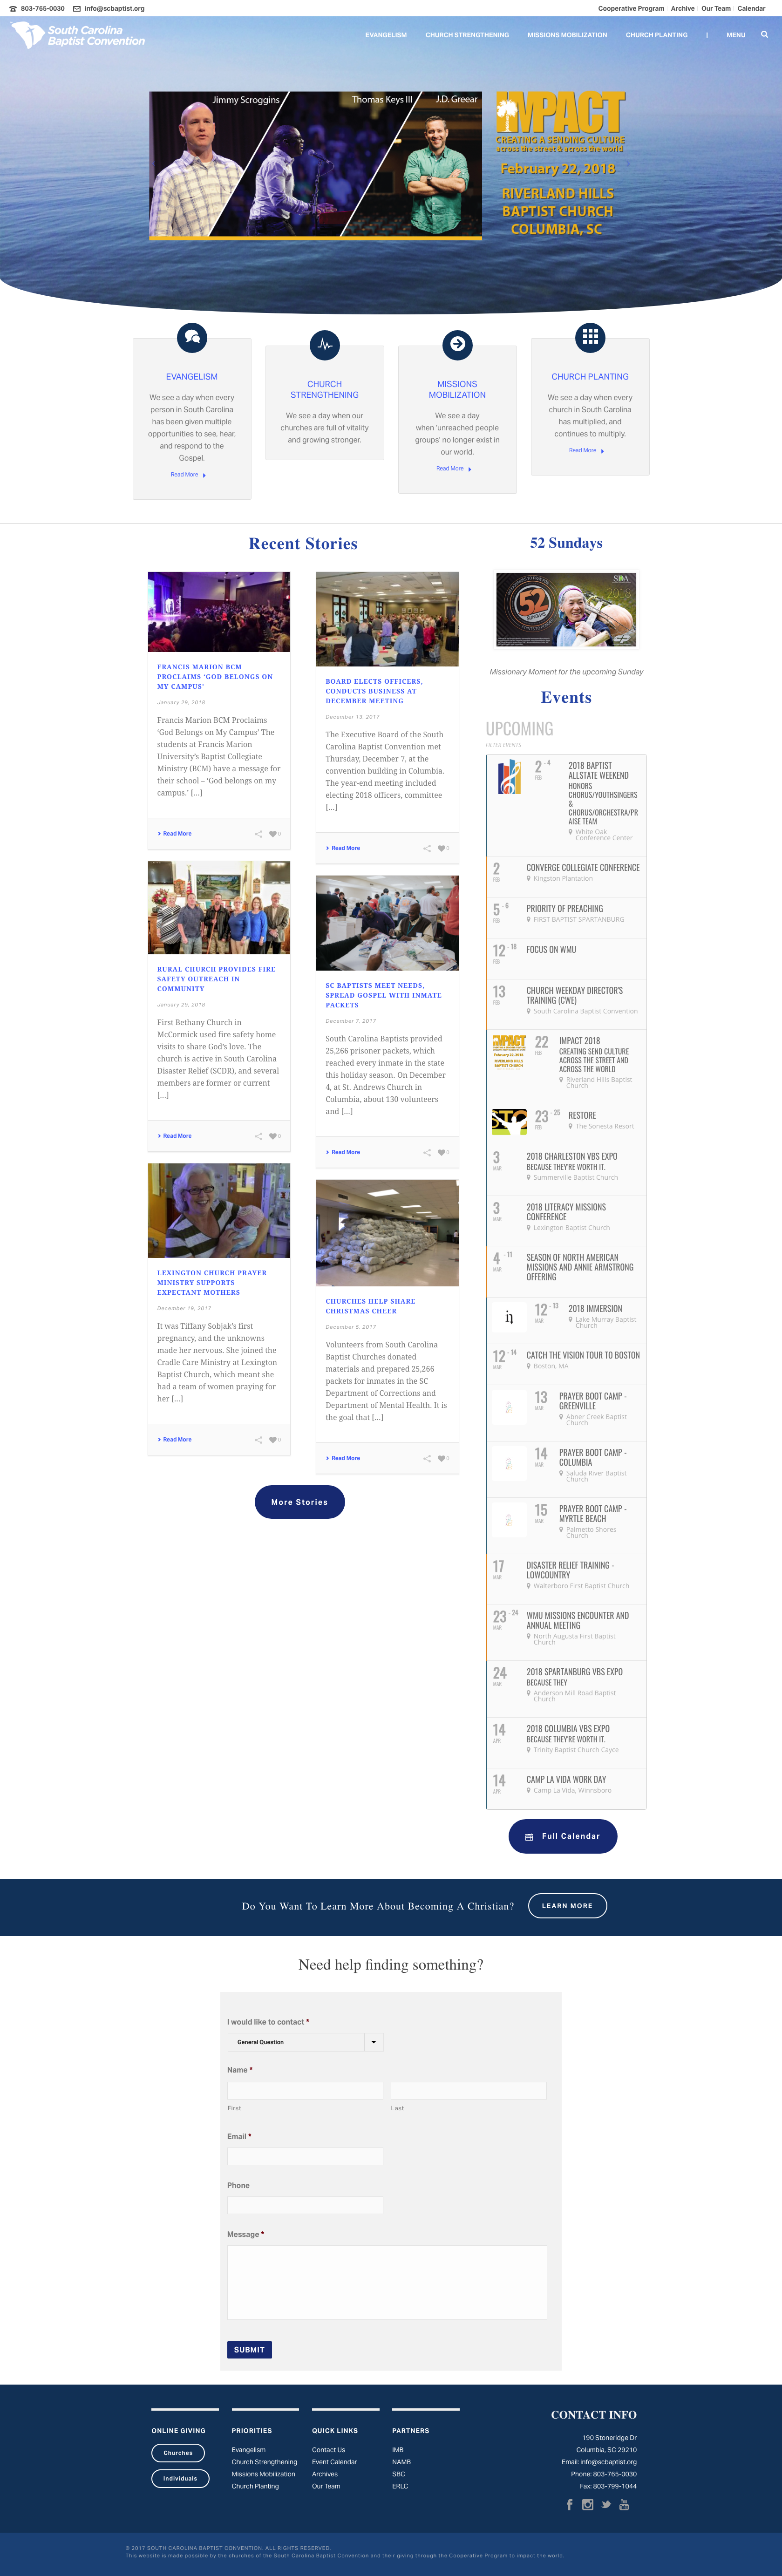 803-765-0030 info@scbaptist.org
Cooperative Program Archive Our Team Calendar
South Carolina
Baptist Convention
EVANGELISM CHURCH STRENGTHENING MISSIONS MOBILIZATION CHURCH PLANTING | MENU
Jimmy Scroggins Thomas Keys III J.D. Greear
IMPACT
CREATING A SENDING CULTURE
across the street & across the world
February 22, 2018
RIVERLAND HILLS
BAPTIST CHURCH
COLUMBIA, SC
EVANGELISM
We see a day when every
person in South Carolina
has been given multiple
opportunities to see, hear,
and respond to the
Gospel.
Read More
CHURCH
STRENGTHENING
We see a day when our
churches are full of vitality
and growing stronger.
MISSIONS
MOBILIZATION
We see a day
when 'unreached people
groups' no longer exist in
our world.
Read More
CHURCH PLANTING
We see a day when every
church in South Carolina
has multiplied, and
continues to multiply.
Read More
Recent Stories
FRANCIS MARION BCM
PROCLAIMS ‘GOD BELONGS ON
MY CAMPUS’
January 29, 2018
Francis Marion BCM Proclaims
‘God Belongs on My Campus’ The
students at Francis Marion
University’s Baptist Collegiate
Ministry (BCM) have a message for
their school – ‘God belongs on my
campus.’ [...]
Read More 0
RURAL CHURCH PROVIDES FIRE
SAFETY OUTREACH IN
COMMUNITY
January 29, 2018
First Bethany Church in
McCormick used fire safety home
visits to share God’s love. The
church is active in South Carolina
Disaster Relief (SCDR), and several
members are former or current
[...]
Read More 0
LEXINGTON CHURCH PRAYER
MINISTRY SUPPORTS
EXPECTANT MOTHERS
December 19, 2017
It was Tiffany Sobjak’s first
pregnancy, and the unknowns
made her nervous. She joined the
Cradle Care Ministry at Lexington
Baptist Church, which meant she
had a team of women praying for
her [...]
Read More 0
BOARD ELECTS OFFICERS,
CONDUCTS BUSINESS AT
DECEMBER MEETING
December 13, 2017
The Executive Board of the South
Carolina Baptist Convention met
Thursday, December 7, at the
convention building in Columbia.
The year-end meeting included
electing 2018 officers, committee
[...]
Read More 0
SC BAPTISTS MEET NEEDS,
SPREAD GOSPEL WITH INMATE
PACKETS
December 7, 2017
South Carolina Baptists provided
25,266 prisoner packets, which
reached every inmate in the state
this holiday season. On December
4, at St. Andrews Church in
Columbia, about 130 volunteers
and [...]
Read More 0
CHURCHES HELP SHARE
CHRISTMAS CHEER
December 5, 2017
Volunteers from South Carolina
Baptist Churches donated
materials and prepared 25,266
packets for inmates in the SC
Department of Corrections and
Department of Mental Health. It is
the goal that [...]
Read More 0
More Stories
52 Sundays
52
SUNDAYS
2018
Missionary Moment for the upcoming Sunday
Events
UPCOMING
FILTER EVENTS
2 - 4
FEB
2018 BAPTIST
ALLSTATE WEEKEND
HONORS
CHORUS/YOUTHSINGERS
&
CHORUS/ORCHESTRA/PR
AISE TEAM
White Oak
Conference Center
2
FEB
CONVERGE COLLEGIATE CONFERENCE
Kingston Plantation
5 - 6
FEB
PRIORITY OF PREACHING
FIRST BAPTIST SPARTANBURG
12 - 18
FEB
FOCUS ON WMU
13
FEB
CHURCH WEEKDAY DIRECTOR'S
TRAINING (CWE)
South Carolina Baptist Convention
IMPACT
February 22, 2018
22
FEB
IMPACT 2018
CREATING SEND CULTURE
ACROSS THE STREET AND
ACROSS THE WORLD
Riverland Hills Baptist
Church
23 - 25
FEB
RESTORE
The Sonesta Resort
3
MAR
2018 CHARLESTON VBS EXPO
BECAUSE THEY'RE WORTH IT.
Summerville Baptist Church
3
MAR
2018 LITERACY MISSIONS
CONFERENCE
Lexington Baptist Church
4 - 11
MAR
SEASON OF NORTH AMERICAN
MISSIONS AND ANNIE ARMSTRONG
OFFERING
12 - 13
MAR
2018 IMMERSION
Lake Murray Baptist
Church
12 - 14
MAR
CATCH THE VISION TOUR TO BOSTON
Boston, MA
13
MAR
PRAYER BOOT CAMP -
GREENVILLE
Abner Creek Baptist
Church
14
MAR
PRAYER BOOT CAMP -
COLUMBIA
Saluda River Baptist
Church
15
MAR
PRAYER BOOT CAMP -
MYRTLE BEACH
Palmetto Shores
Church
17
MAR
DISASTER RELIEF TRAINING -
LOWCOUNTRY
Walterboro First Baptist Church
23 - 24
MAR
WMU MISSIONS ENCOUNTER AND
ANNUAL MEETING
North Augusta First Baptist
Church
24
MAR
2018 SPARTANBURG VBS EXPO
BECAUSE THEY
Anderson Mill Road Baptist
Church
14
APR
2018 COLUMBIA VBS EXPO
BECAUSE THEY'RE WORTH IT.
Trinity Baptist Church Cayce
14
APR
CAMP LA VIDA WORK DAY
Camp La Vida, Winnsboro
Full Calendar
Do You Want To Learn More About Becoming A Christian?
LEARN MORE
Need help finding something?
I would like to contact *
General Question
Name *
First Last
Email *
Phone
Message *
SUBMIT
ONLINE GIVING
Churches
Individuals
PRIORITIES
Evangelism
Church Strengthening
Missions Mobilization
Church Planting
QUICK LINKS
Contact Us
Event Calendar
Archives
Our Team
PARTNERS
IMB
NAMB
SBC
ERLC
CONTACT INFO
190 Stoneridge Dr
Columbia, SC 29210
Email: info@scbaptist.org
Phone: 803-765-0030
Fax: 803-799-1044
© 2017 SOUTH CAROLINA BAPTIST CONVENTION. ALL RIGHTS RESERVED.
This website is made possible by the churches of the South Carolina Baptist Convention and their giving through the Cooperative Program to impact the world.